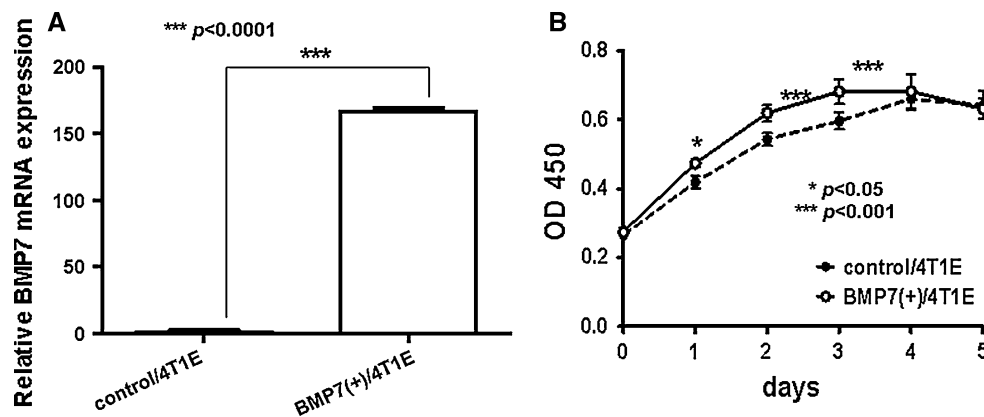 A
*** p<0.0001
***
Relative BMP7 mRNA expression
200
150
100
50
0
control/4T1E
BMP7(+)/4T1E
B
0.8
0.6
0.4
0.2
0.0
OD 450
*
***
***
* p<0.05
*** p<0.001
control/4T1E
BMP7(+)/4T1E
0 1 2 3 4 5
days